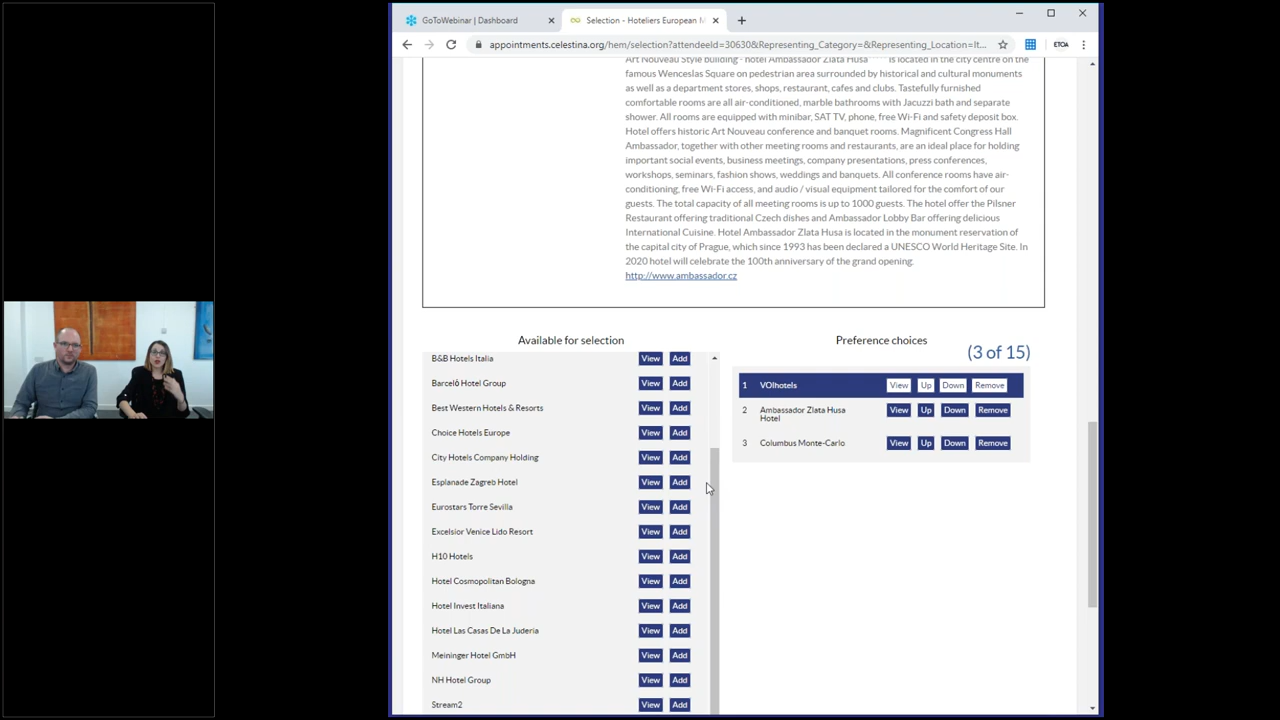 GoToWebinar | Dashboard
Selection - Hoteliers European M
appointments.celestina.org/hem/selection?attendeeId=30630&Representing_Category=&Representing_Location=It...
ETOA
Art Nouveau Style building - hotel Ambassador Zlata Husa **** is located in the city centre on the
famous Wenceslas Square on pedestrian area surrounded by historical and cultural monuments
as well as a department stores, shops, restaurant, cafes and clubs. Tastefully furnished
comfortable rooms are all air-conditioned, marble bathrooms with Jacuzzi bath and separate
shower. All rooms are equipped with minibar, SAT TV, phone, free Wi-Fi and safety deposit box.
Hotel offers historic Art Nouveau conference and banquet rooms. Magnificent Congress Hall
Ambassador, together with other meeting rooms and restaurants, are an ideal place for holding
important social events, business meetings, company presentations, press conferences,
workshops, seminars, fashion shows, weddings and banquets. All conference rooms have air-
conditioning, free Wi-Fi access, and audio / visual equipment tailored for the comfort of our
guests. The total capacity of all meeting rooms is up to 1000 guests. The hotel offer the Pilsner
Restaurant offering traditional Czech dishes and Ambassador Lobby Bar offering delicious
International Cuisine. Hotel Ambassador Zlata Husa is located in the monument reservation of
the capital city of Prague, which since 1993 has been declared a UNESCO World Heritage Site. In
2020 hotel will celebrate the 100th anniversary of the grand opening.
http://www.ambassador.cz
Available for selection
B&B Hotels Italia View Add
Barceló Hotel Group View Add
Best Western Hotels & Resorts View Add
Choice Hotels Europe View Add
City Hotels Company Holding View Add
Esplanade Zagreb Hotel View Add
Eurostars Torre Sevilla View Add
Excelsior Venice Lido Resort View Add
H10 Hotels View Add
Hotel Cosmopolitan Bologna View Add
Hotel Invest Italiana View Add
Hotel Las Casas De La Juderia View Add
Meininger Hotel GmbH View Add
NH Hotel Group View Add
Stream2 View Add
Preference choices
(3 of 15)
1 VOIhotels View Up Down Remove
2 Ambassador Zlata Husa View Up Down Remove
Hotel
3 Columbus Monte-Carlo View Up Down Remove